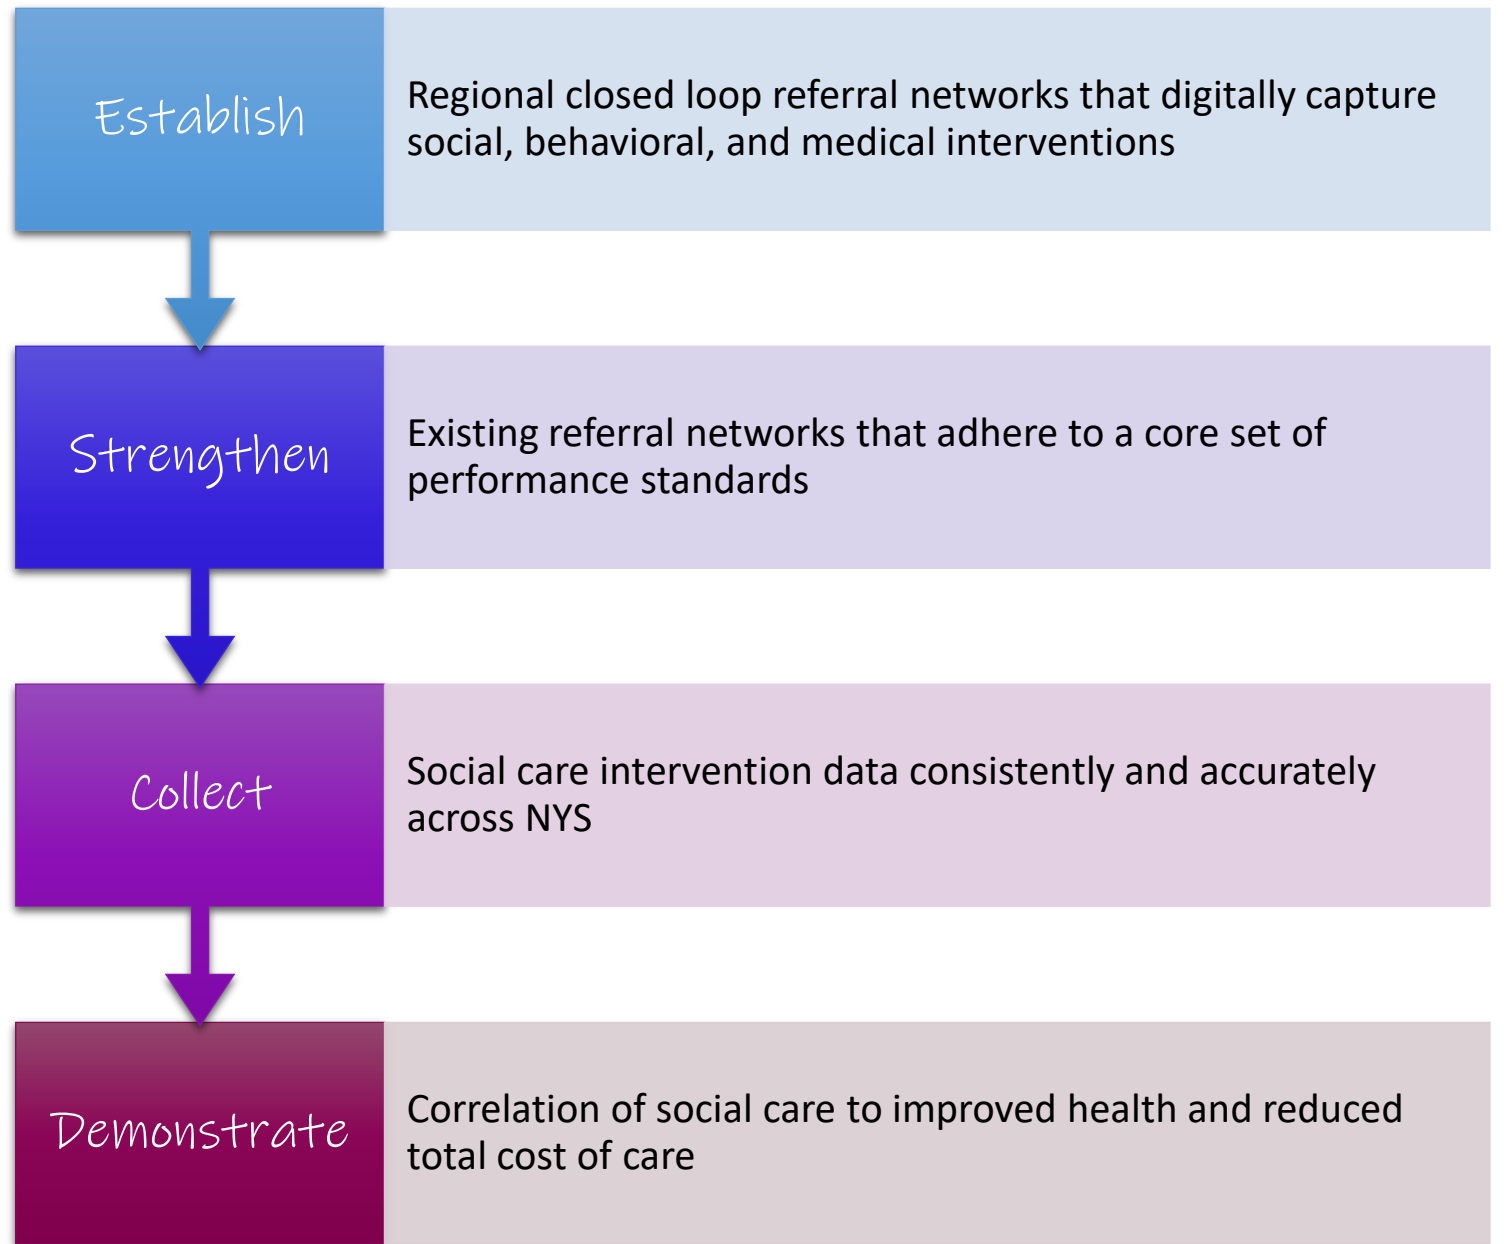 Establish
Regional closed loop referral networks that digitally capture
social, behavioral, and medical interventions
Strengthen
Existing referral networks that adhere to a core set of
performance standards
Collect
Social care intervention data consistently and accurately
across NYS
Demonstrate
Correlation of social care to improved health and reduced
total cost of care